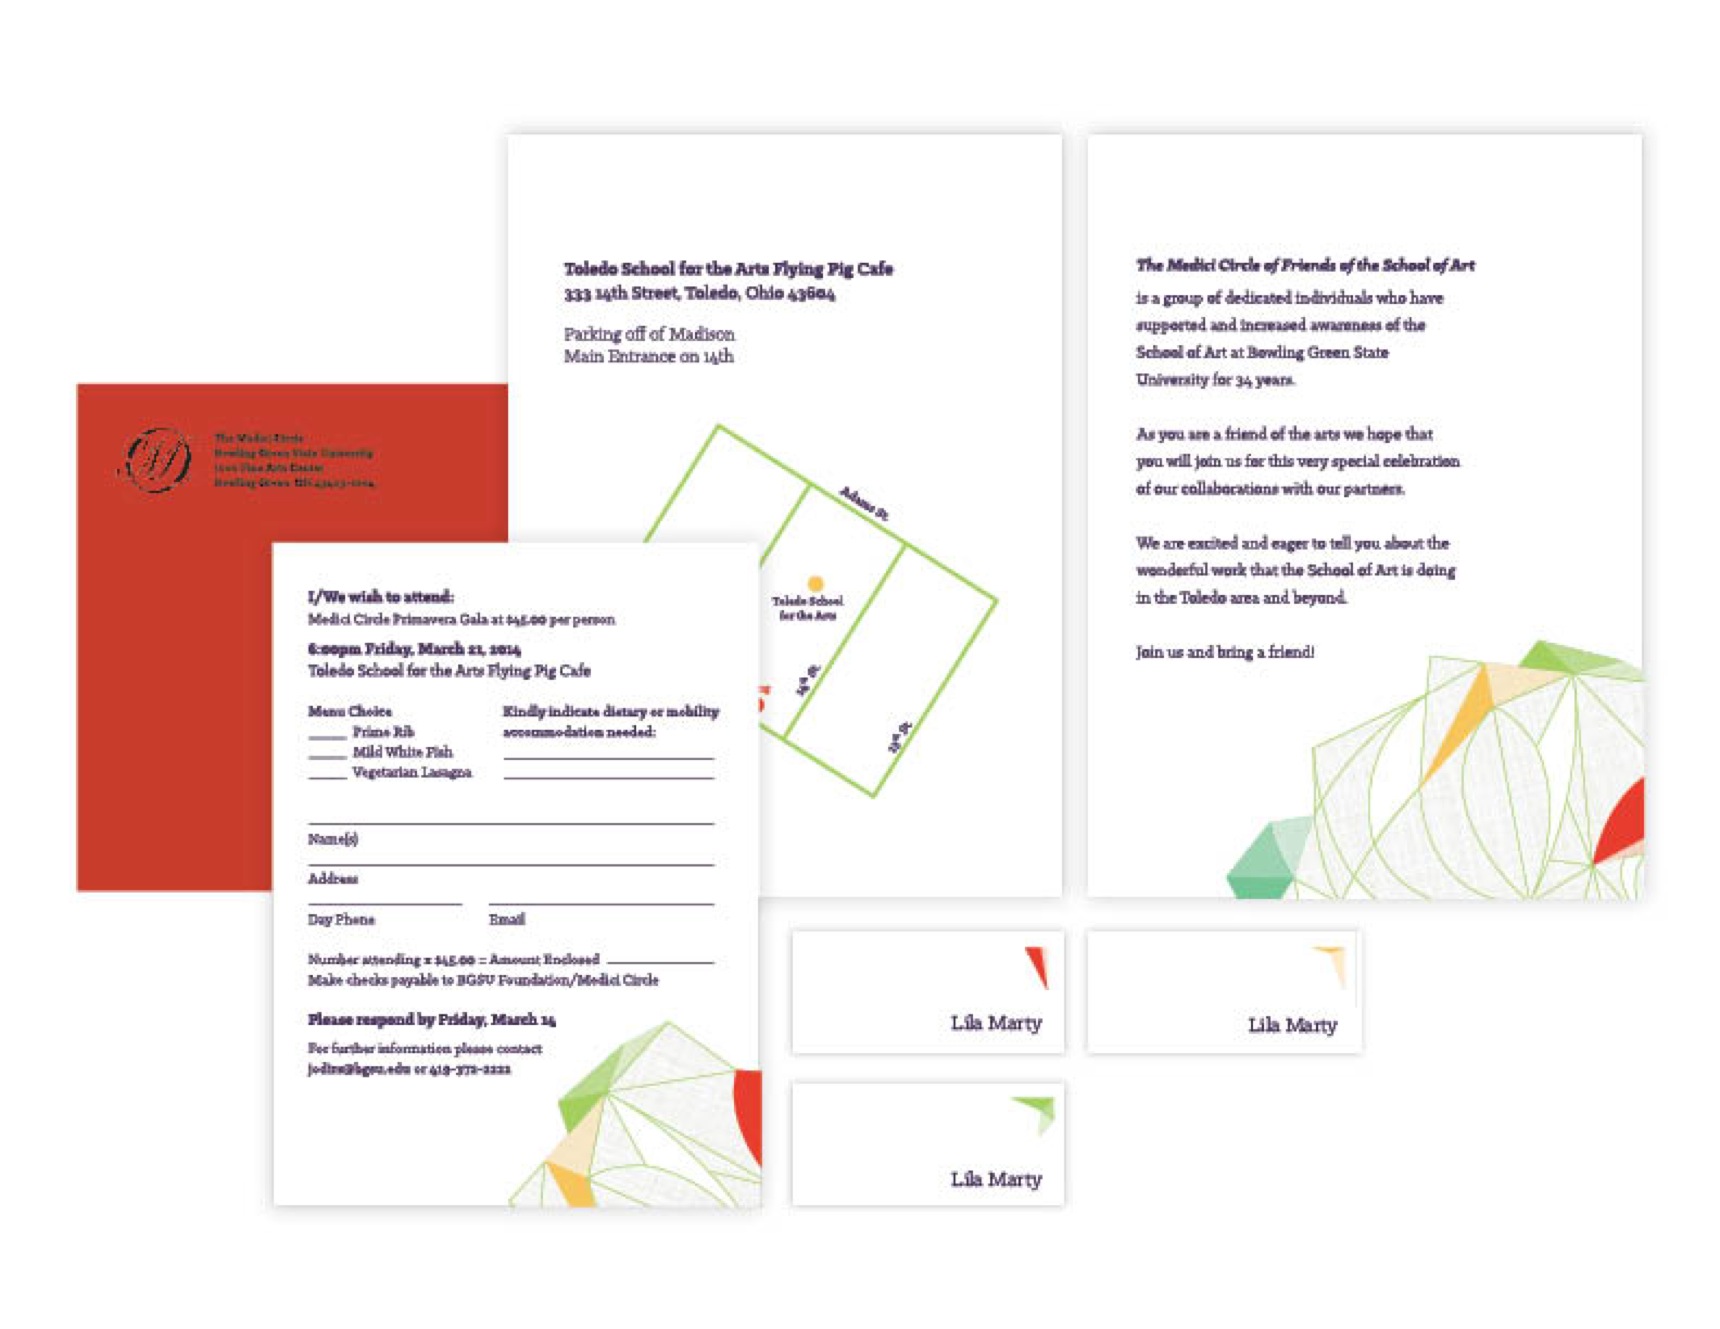 The Medici Circle
Bowling Green State University
Fine Arts Center
Bowling Green
Toledo School for the Arts Flying Pig Cafe
333 14th Street, Toledo, Ohio 43604
Parking off of Madison
Main Entrance on 14th
Adams St.
Toledo School
for the Arts
14th St.
13th St.
The Medici Circle of Friends of the School of Art
is a group of dedicated individuals who have
supported and increased awareness of the
School of Art at Bowling Green State
University for 34 years.
As you are a friend of the arts we hope that
you will join us for this very special celebration
of our collaborations with our partners.
We are excited and eager to tell you about the
wonderful work that the School of Art is doing
in the Toledo area and beyond.
Join us and bring a friend!
I/We wish to attend:
Medici Circle Primavera Gala at $45.00 per person
6:00pm Friday, March 21, 2014
Toledo School for the Arts Flying Pig Cafe
Menu Choice
Prime Rib
Mild White Fish
Vegetarian Lasagna
Kindly indicate dietary or mobility
accommodation needed:
Name(s)
Address
Day Phone
Email
Number attending x $45.00 = Amount Enclosed
Make checks payable to BGSU Foundation/Medici Circle
Please respond by Friday, March 14
For further information please contact
jodins@bgsu.edu or 419-372-2222
Lila Marty
Lila Marty
Lila Marty